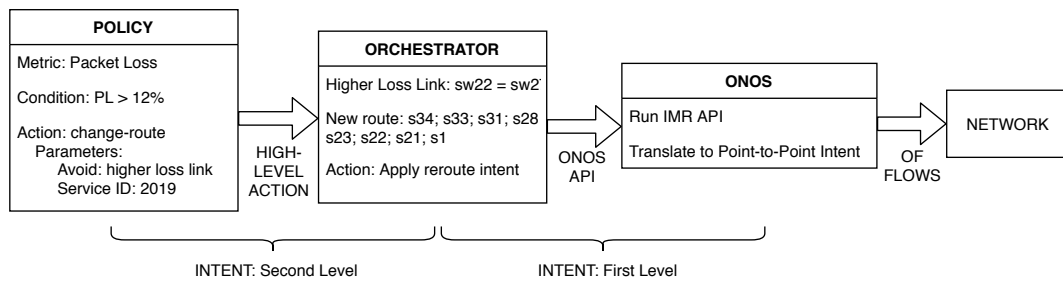 POLICY
Metric: Packet Loss
Condition: PL > 12%
Action: change-route
Parameters:
Avoid: higher loss link
Service ID: 2019
HIGH-
LEVEL
ACTION
ORCHESTRATOR
Higher Loss Link: sw22 =
New route: s34; s33; s31; s28
s23; s22; s21; s1
Action: Apply reroute intent
ONOS
API
ONOS
Run IMR API
Translate to Point-to-Point Intent
OF
FLOWS
NETWORK
INTENT: Second Level
INTENT: First Level